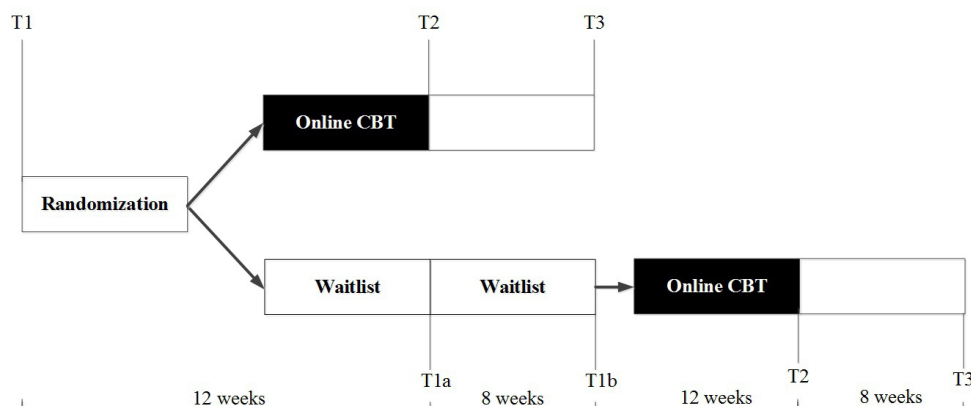 T1
T2
T3
Online CBT
Randomization
Waitlist
Waitlist
Online CBT
T1a
T1b
T2
T3
12 weeks
8 weeks
12 weeks
8 weeks